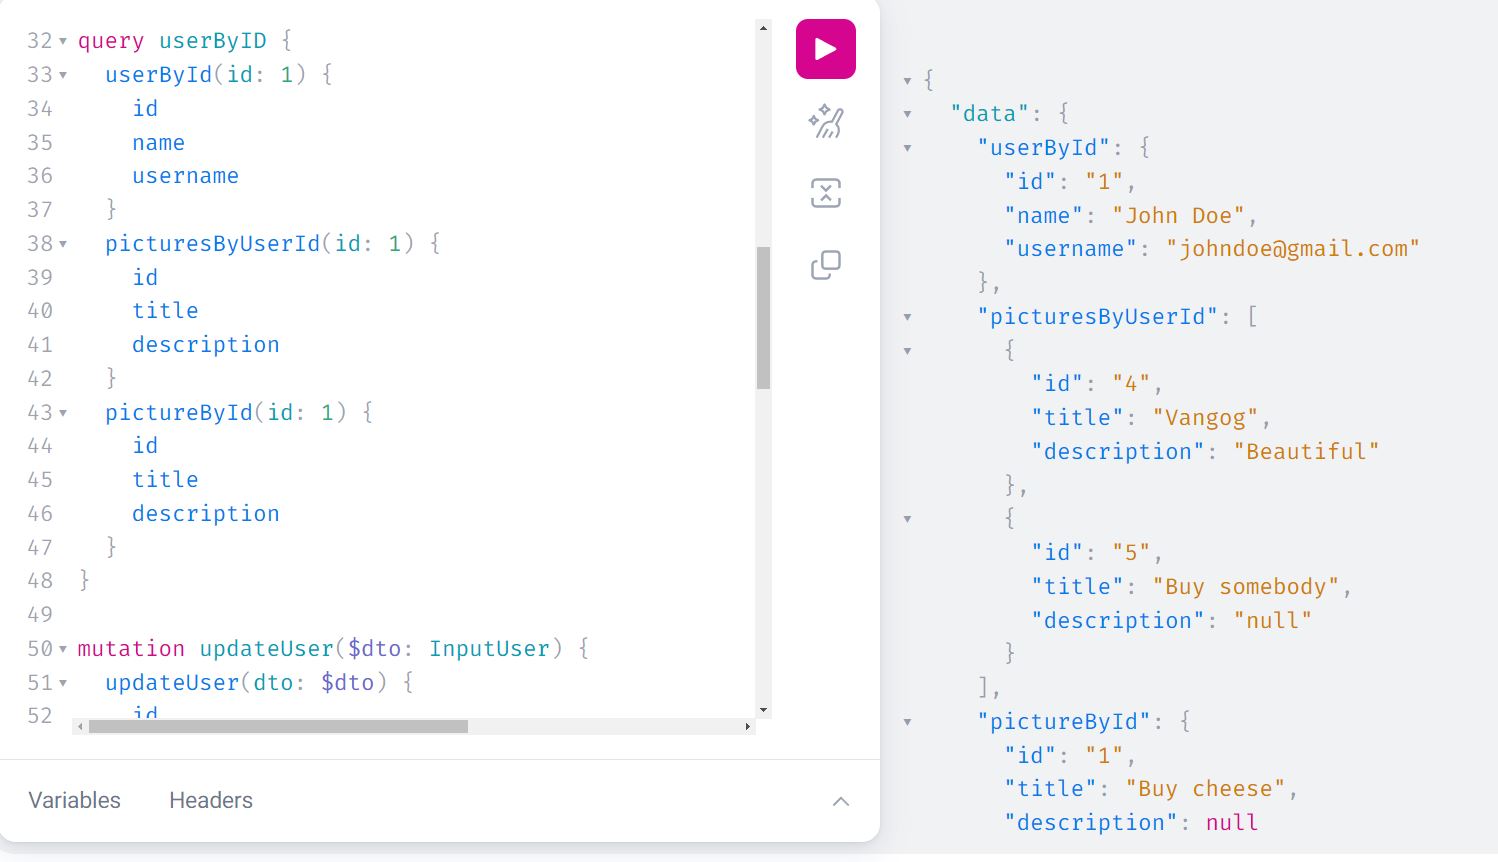 32 query userByID {
33 userById(id: 1) {
34 id
35 name
36 username
37 }
38 picturesByUserId(id: 1) {
39 id
40 title
41 description
42 }
43 pictureById(id: 1) {
44 id
45 title
46 description
47 }
48 }
49
50 mutation updateUser($dto: InputUser) {
51 updateUser(dto: $dto) {
52 id
Variables Headers
{
"data": {
"userById": {
"id": "1",
"name": "John Doe",
"username": "johndoe@gmail.com"
},
"picturesByUserId": [
{
"id": "4",
"title": "Vangog",
"description": "Beautiful"
},
{
"id": "5",
"title": "Buy somebody",
"description": "null"
}
],
"pictureById": {
"id": "1",
"title": "Buy cheese",
"description": null